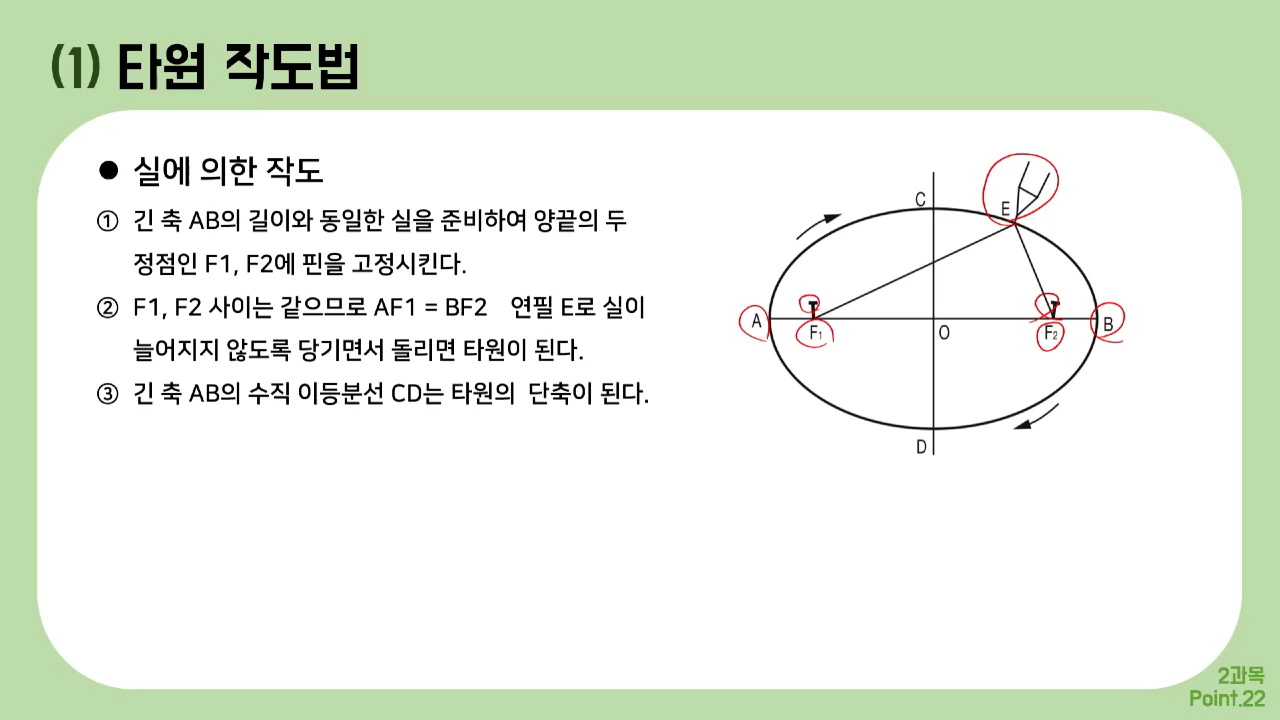 (1) 타원 작도법
● 실에 의한 작도
① 긴 축 AB의 길이와 동일한 실을 준비하여 양끝의 두
정점인 F1, F2에 핀을 고정시킨다.
② F1, F2 사이는 같으므로 AF1 = BF2 연필 E로 실이
늘어지지 않도록 당기면서 돌리면 타원이 된다.
③ 긴 축 AB의 수직 이등분선 CD는 타원의 단축이 된다.
C
E
A
F1
O
F2
B
D
2과목
Point.22